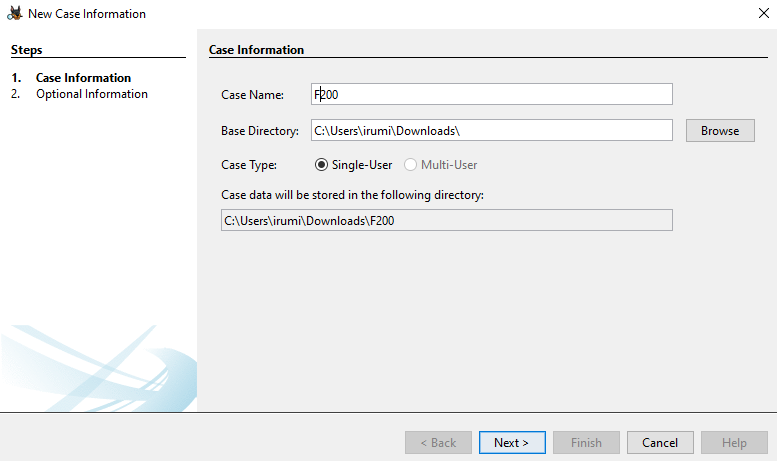 New Case Information
Steps
1. Case Information
2. Optional Information
Case Information
Case Name: F200
Base Directory: C:\Users\irumi\Downloads\ Browse
Case Type: Single-User Multi-User
Case data will be stored in the following directory:
C:\Users\irumi\Downloads\F200
< Back Next > Finish Cancel Help